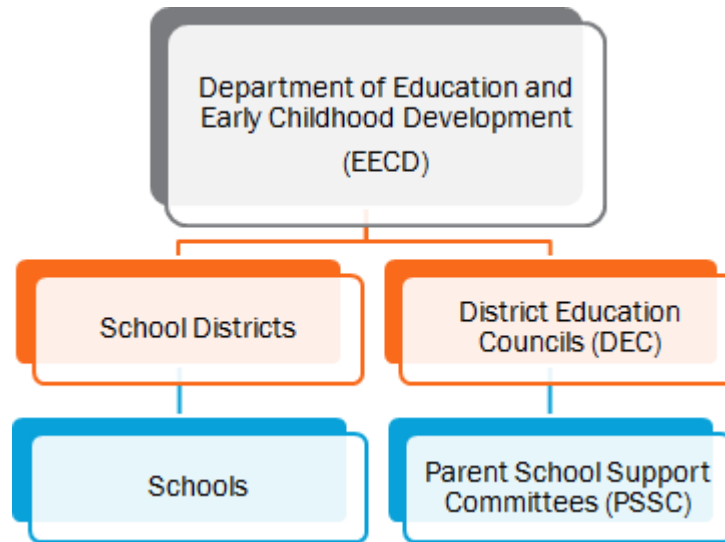 Department of Education and
Early Childhood Development
(EECD)
School Districts
District Education
Councils (DEC)
Schools
Parent School Support
Committees (PSSC)